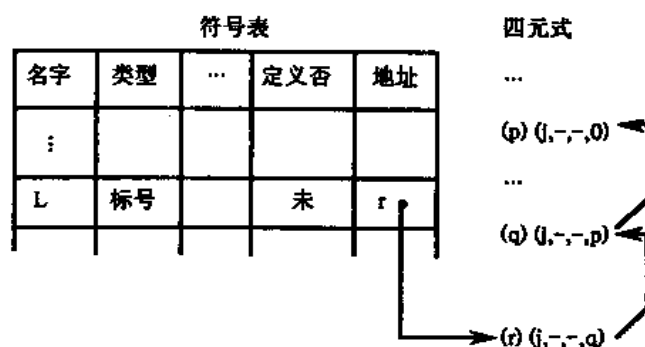 符号表
四元式
名字 类型 … 定义否 地址
…
⋮
(p) (j,-,-,0)
…
L 标号 未 r
(q) (j,-,-,p)
(r) (j,-,-,q)